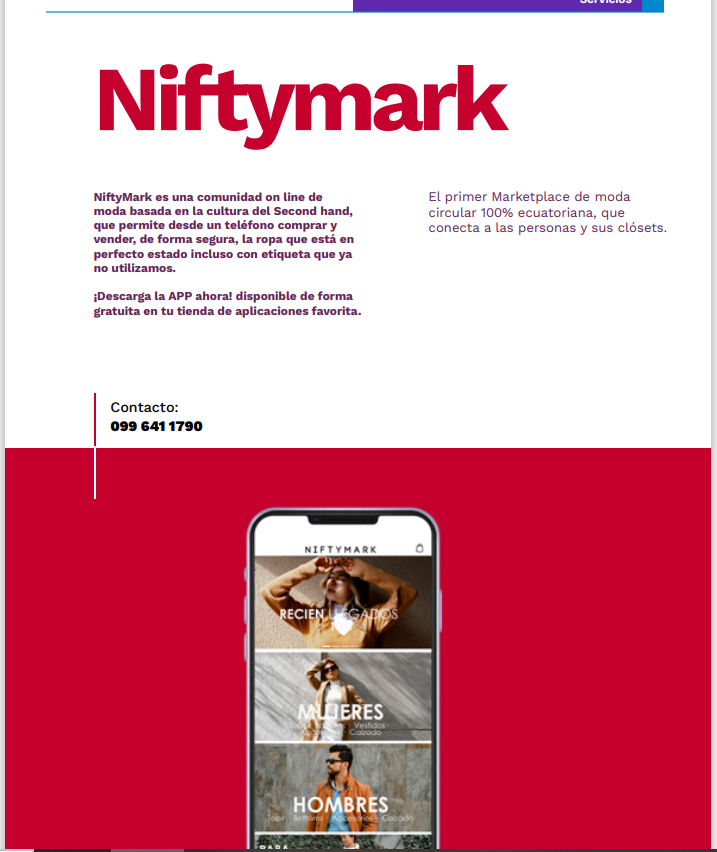 Servicios
Niftymark
NiftyMark es una comunidad on line de
moda basada en la cultura del Second hand,
que permite desde un teléfono comprar y
vender, de forma segura, la ropa que está en
perfecto estado incluso con etiqueta que ya
no utilizamos.
¡Descarga la APP ahora! disponible de forma
gratuita en tu tienda de aplicaciones favorita.
El primer Marketplace de moda
circular 100% ecuatoriana, que
conecta a las personas y sus clósets.
Contacto:
099 641 1790
NIFTYMARK
RECIEN LLEGADOS
MUJERES
Vestidos
Calzado
HOMBRES
Tops - Bottoms - Accesorios - Calzado